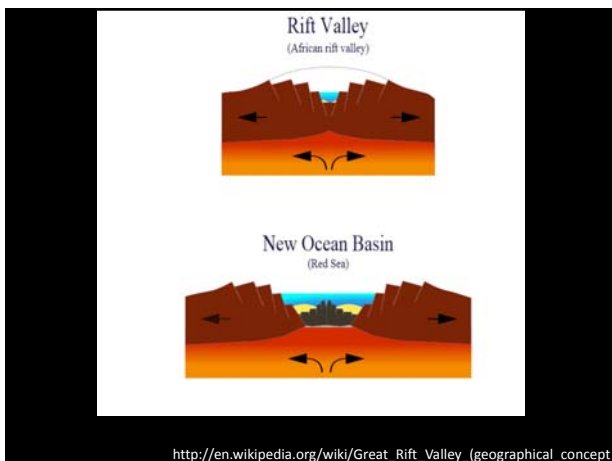 Rift Valley
(African rift valley)
New Ocean Basin
(Red Sea)
http://en.wikipedia.org/wiki/Great_Rift_Valley_(geographical_concept